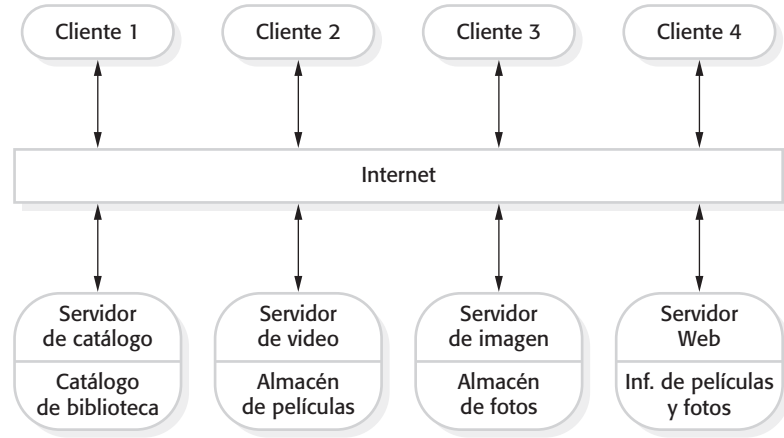 Cliente 1
Cliente 2
Cliente 3
Cliente 4
Internet
Servidor
de catálogo
Catálogo
de biblioteca
Servidor
de video
Almacén
de películas
Servidor
de imagen
Almacén
de fotos
Servidor
Web
Inf. de películas
y fotos